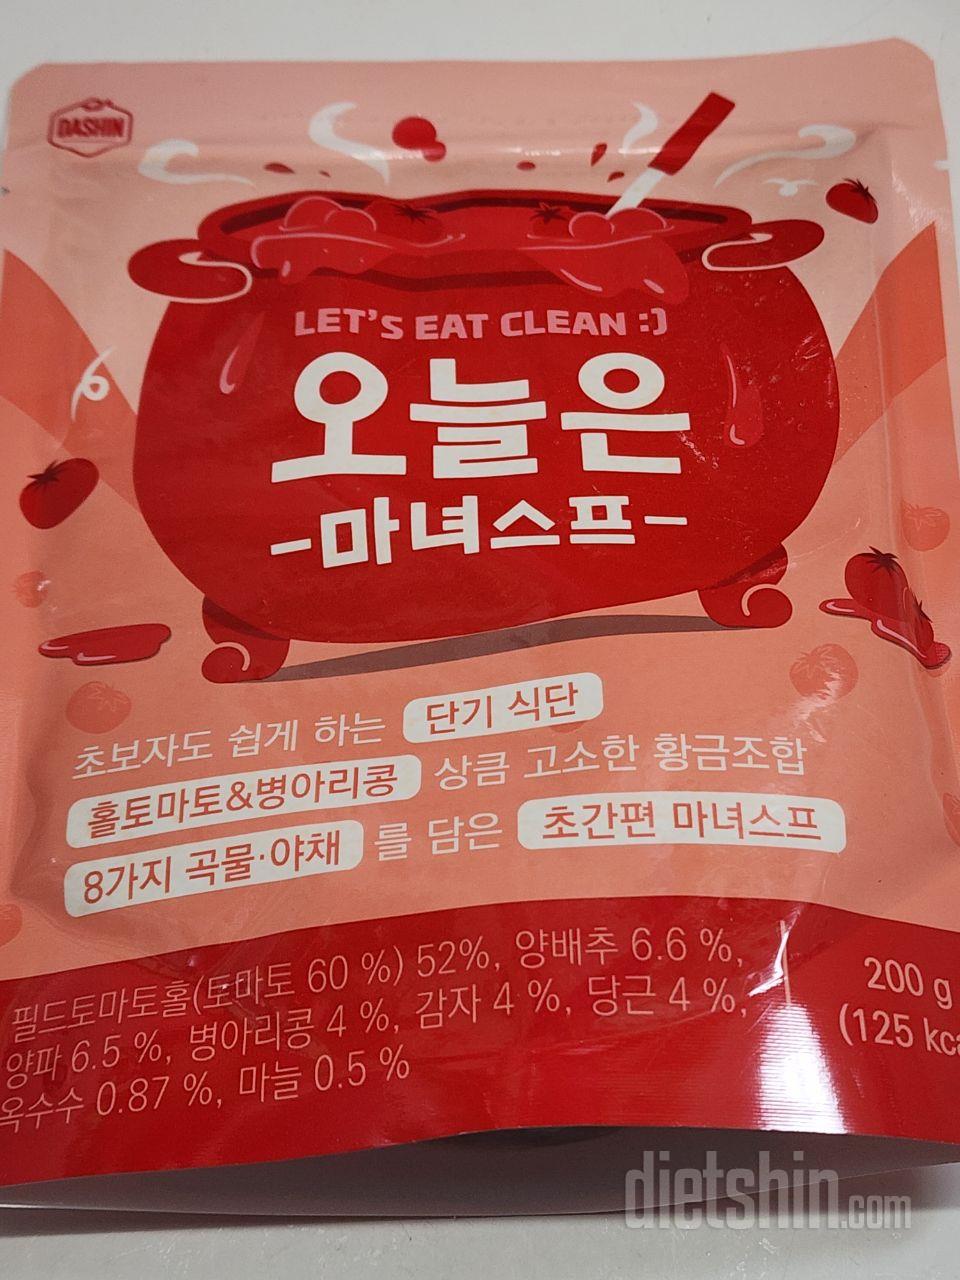 DASHIN
LET'S EAT CLEAN :)
오늘은
-마녀스프-
초보자도 쉽게 하는 단기 식단
홀토마토&병아리콩 상큼 고소한 황금조합
8가지 곡물·야채 를 담은 초간편 마녀스프
필드토마토홀(토마토 60 %) 52%, 양배추 6.6 %,
양파 6.5 %, 병아리콩 4 %, 감자 4 %, 당근 4 %,
옥수수 0.87 %, 마늘 0.5 %
200 g
(125 kca
dietshin.com